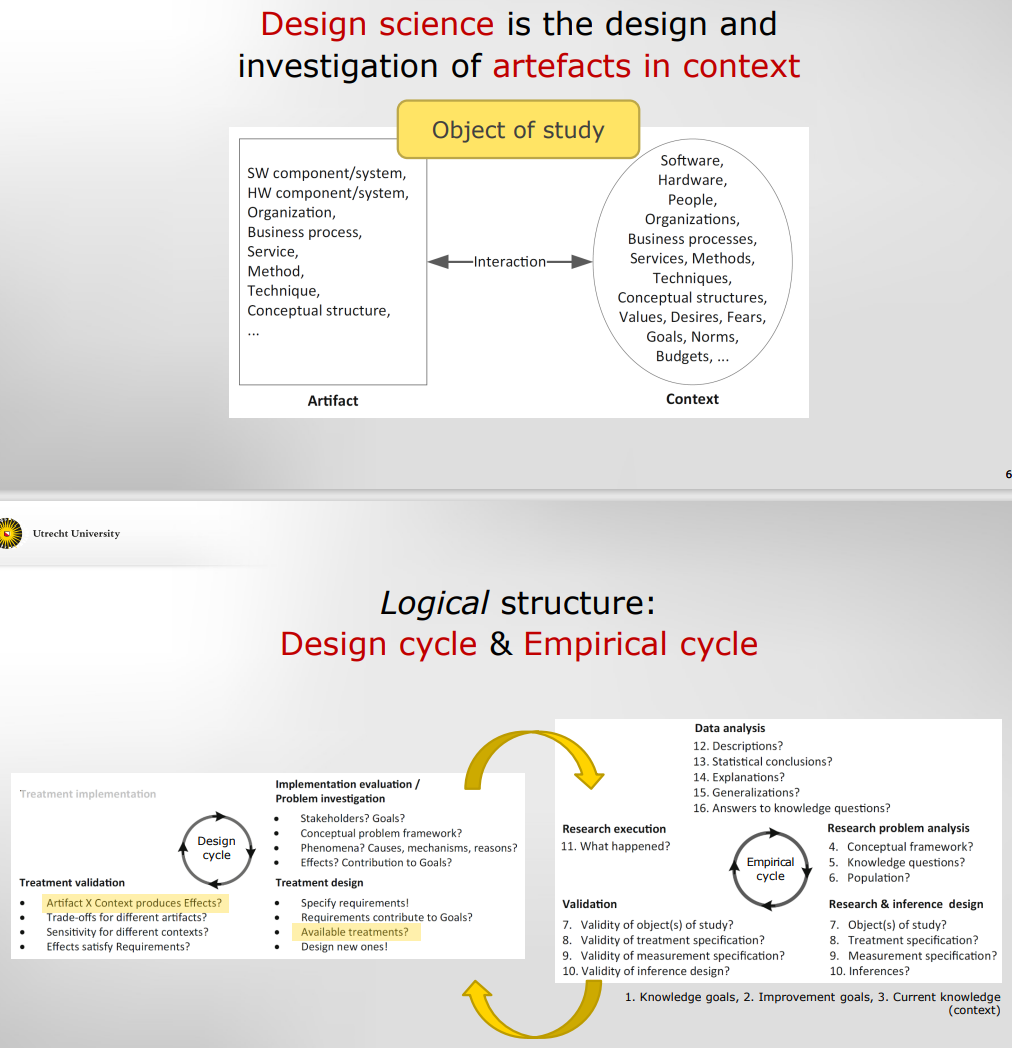 Design science is the design and
investigation of artefacts in context
Object of study
SW component/system,
HW component/system,
Organization,
Business process,
Service,
Method,
Technique,
Conceptual structure,
...
Interaction
Software,
Hardware,
People,
Organizations,
Business processes,
Services, Methods,
Techniques,
Conceptual structures,
Values, Desires, Fears,
Goals, Norms,
Budgets, ...
Artifact
Context
6
Utrecht University
Logical structure:
Design cycle & Empirical cycle
Treatment implementation
Implementation evaluation /
Problem investigation
• Stakeholders? Goals?
• Conceptual problem framework?
• Phenomena? Causes, mechanisms, reasons?
• Effects? Contribution to Goals?
Design
cycle
Treatment validation
• Artifact X Context produces Effects?
• Trade-offs for different artifacts?
• Sensitivity for different contexts?
• Effects satisfy Requirements?
Treatment design
• Specify requirements!
• Requirements contribute to Goals?
• Available treatments?
• Design new ones!
Data analysis
12. Descriptions?
13. Statistical conclusions?
14. Explanations?
15. Generalizations?
16. Answers to knowledge questions?
Research execution
11. What happened?
Empirical
cycle
Research problem analysis
4. Conceptual framework?
5. Knowledge questions?
6. Population?
Validation
7. Validity of object(s) of study?
8. Validity of treatment specification?
9. Validity of measurement specification?
10. Validity of inference design?
Research & inference design
7. Object(s) of study?
8. Treatment specification?
9. Measurement specification?
10. Inferences?
1. Knowledge goals, 2. Improvement goals, 3. Current knowledge
(context)